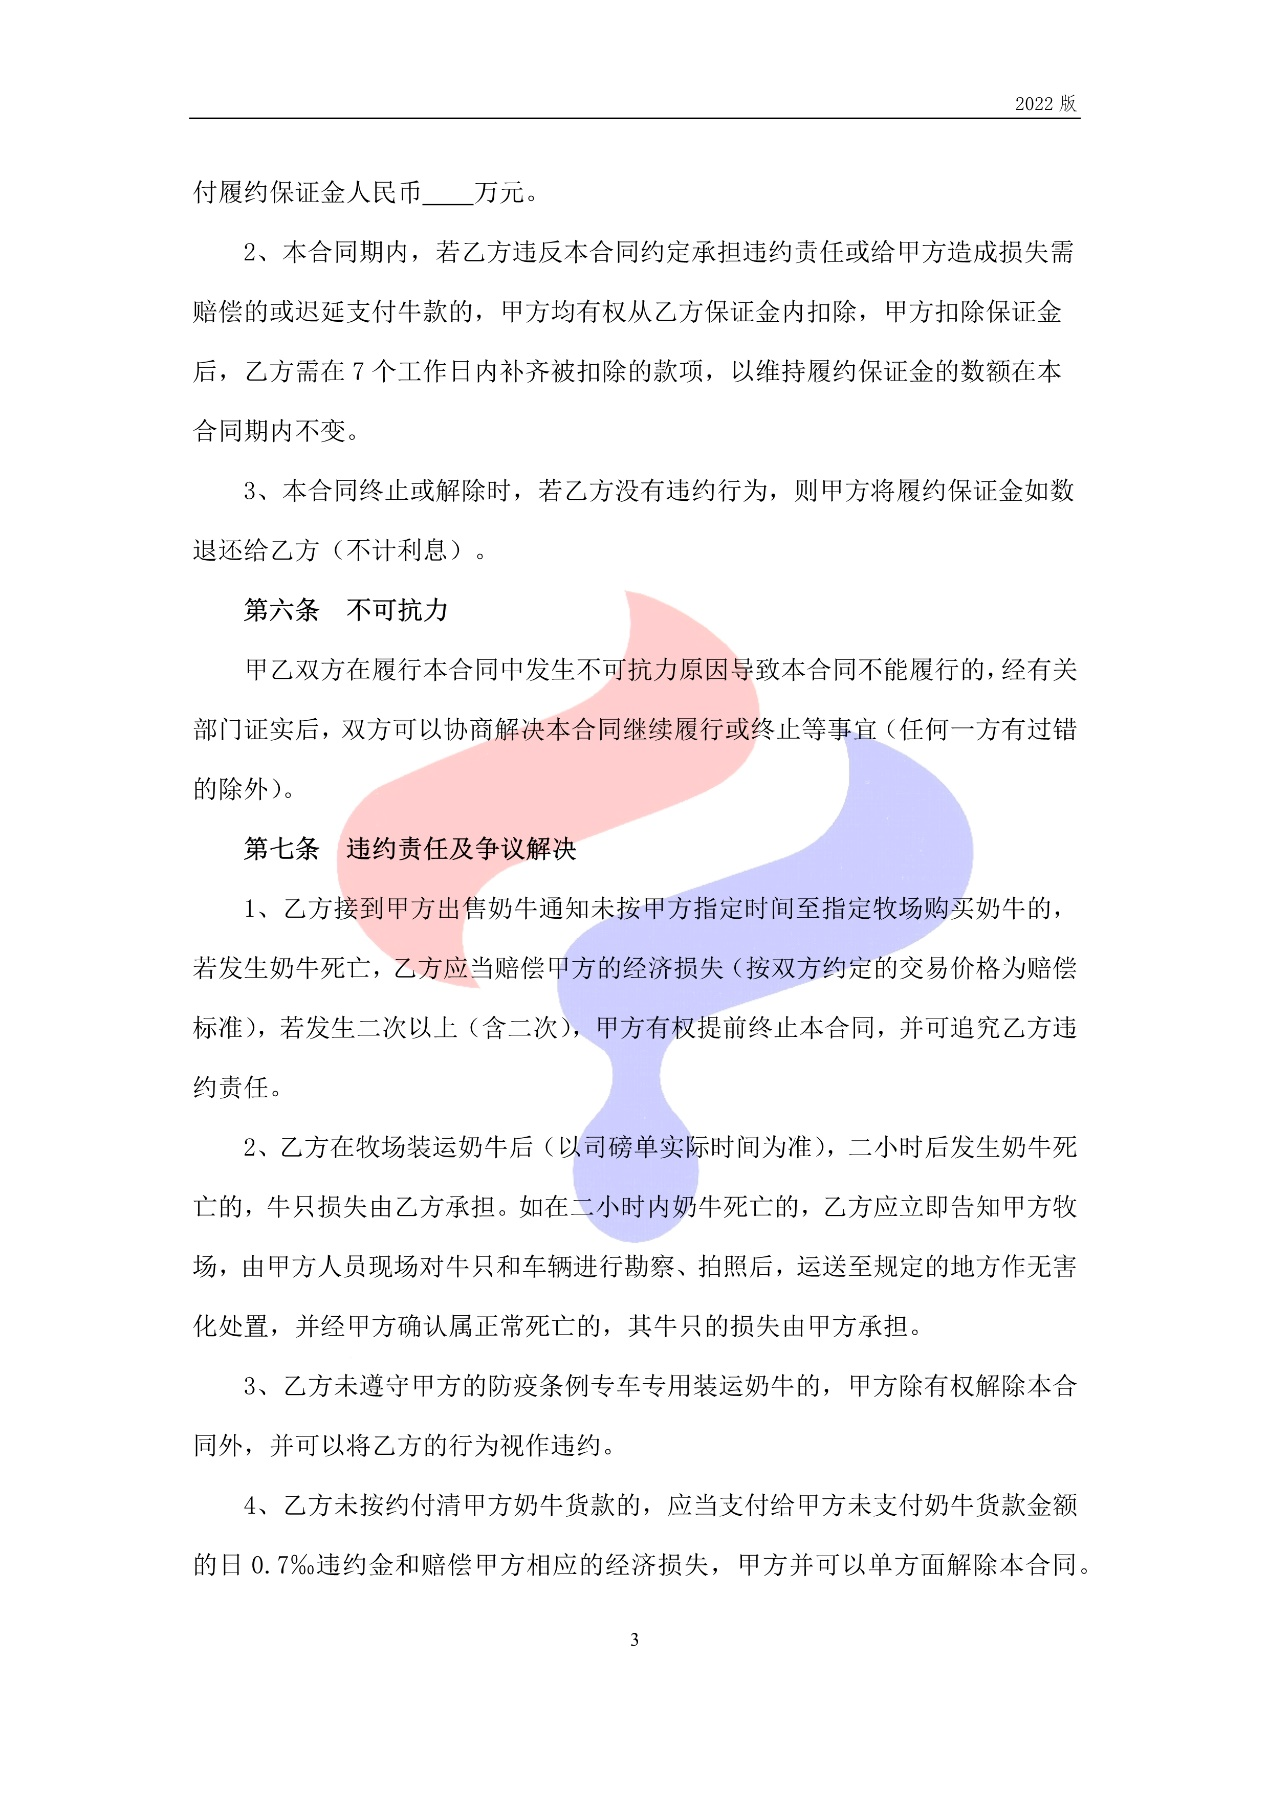 2022 版
付履约保证金人民币____万元。
2、本合同期内，若乙方违反本合同约定承担违约责任或给甲方造成损失需
赔偿的或迟延支付牛款的，甲方均有权从乙方保证金内扣除，甲方扣除保证金
后，乙方需在 7 个工作日内补齐被扣除的款项，以维持履约保证金的数额在本
合同期内不变。
3、本合同终止或解除时，若乙方没有违约行为，则甲方将履约保证金如数
退还给乙方（不计利息）。
第六条　不可抗力
甲乙双方在履行本合同中发生不可抗力原因导致本合同不能履行的，经有关
部门证实后，双方可以协商解决本合同继续履行或终止等事宜（任何一方有过错
的除外）。
第七条　违约责任及争议解决
1、乙方接到甲方出售奶牛通知未按甲方指定时间至指定牧场购买奶牛的，
若发生奶牛死亡，乙方应当赔偿甲方的经济损失（按双方约定的交易价格为赔偿
标准），若发生二次以上（含二次），甲方有权提前终止本合同，并可追究乙方违
约责任。
2、乙方在牧场装运奶牛后（以司磅单实际时间为准），二小时后发生奶牛死
亡的，牛只损失由乙方承担。如在二小时内奶牛死亡的，乙方应立即告知甲方牧
场，由甲方人员现场对牛只和车辆进行勘察、拍照后，运送至规定的地方作无害
化处置，并经甲方确认属正常死亡的，其牛只的损失由甲方承担。
3、乙方未遵守甲方的防疫条例专车专用装运奶牛的，甲方除有权解除本合
同外，并可以将乙方的行为视作违约。
4、乙方未按约付清甲方奶牛货款的，应当支付给甲方未支付奶牛货款金额
的日 0.7‰违约金和赔偿甲方相应的经济损失，甲方并可以单方面解除本合同。
3